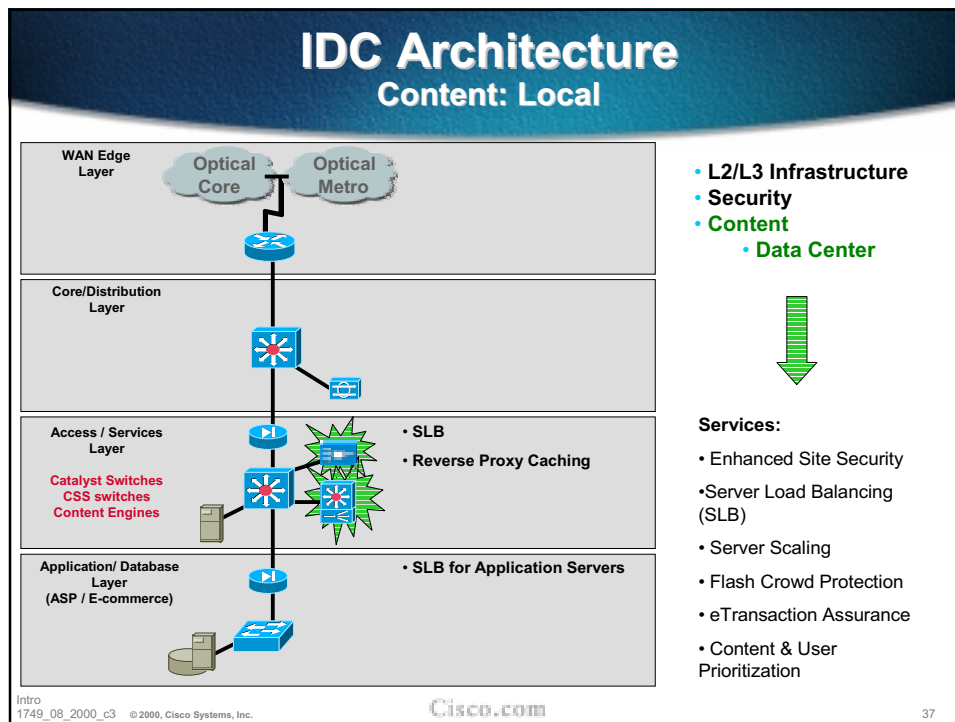 IDC Architecture
Content: Local
WAN Edge
Layer
Optical
Core
Optical
Metro
• L2/L3 Infrastructure
• Security
• Content
• Data Center
Core/Distribution
Layer
Access / Services
Layer
Catalyst Switches
CSS switches
Content Engines
• SLB
• Reverse Proxy Caching
Application/ Database
Layer
(ASP / E-commerce)
• SLB for Application Servers
Services:
• Enhanced Site Security
•Server Load Balancing
(SLB)
• Server Scaling
• Flash Crowd Protection
• eTransaction Assurance
• Content & User
Prioritization
Intro
1749_08_2000_c3 © 2000, Cisco Systems, Inc.
Cisco.com
37